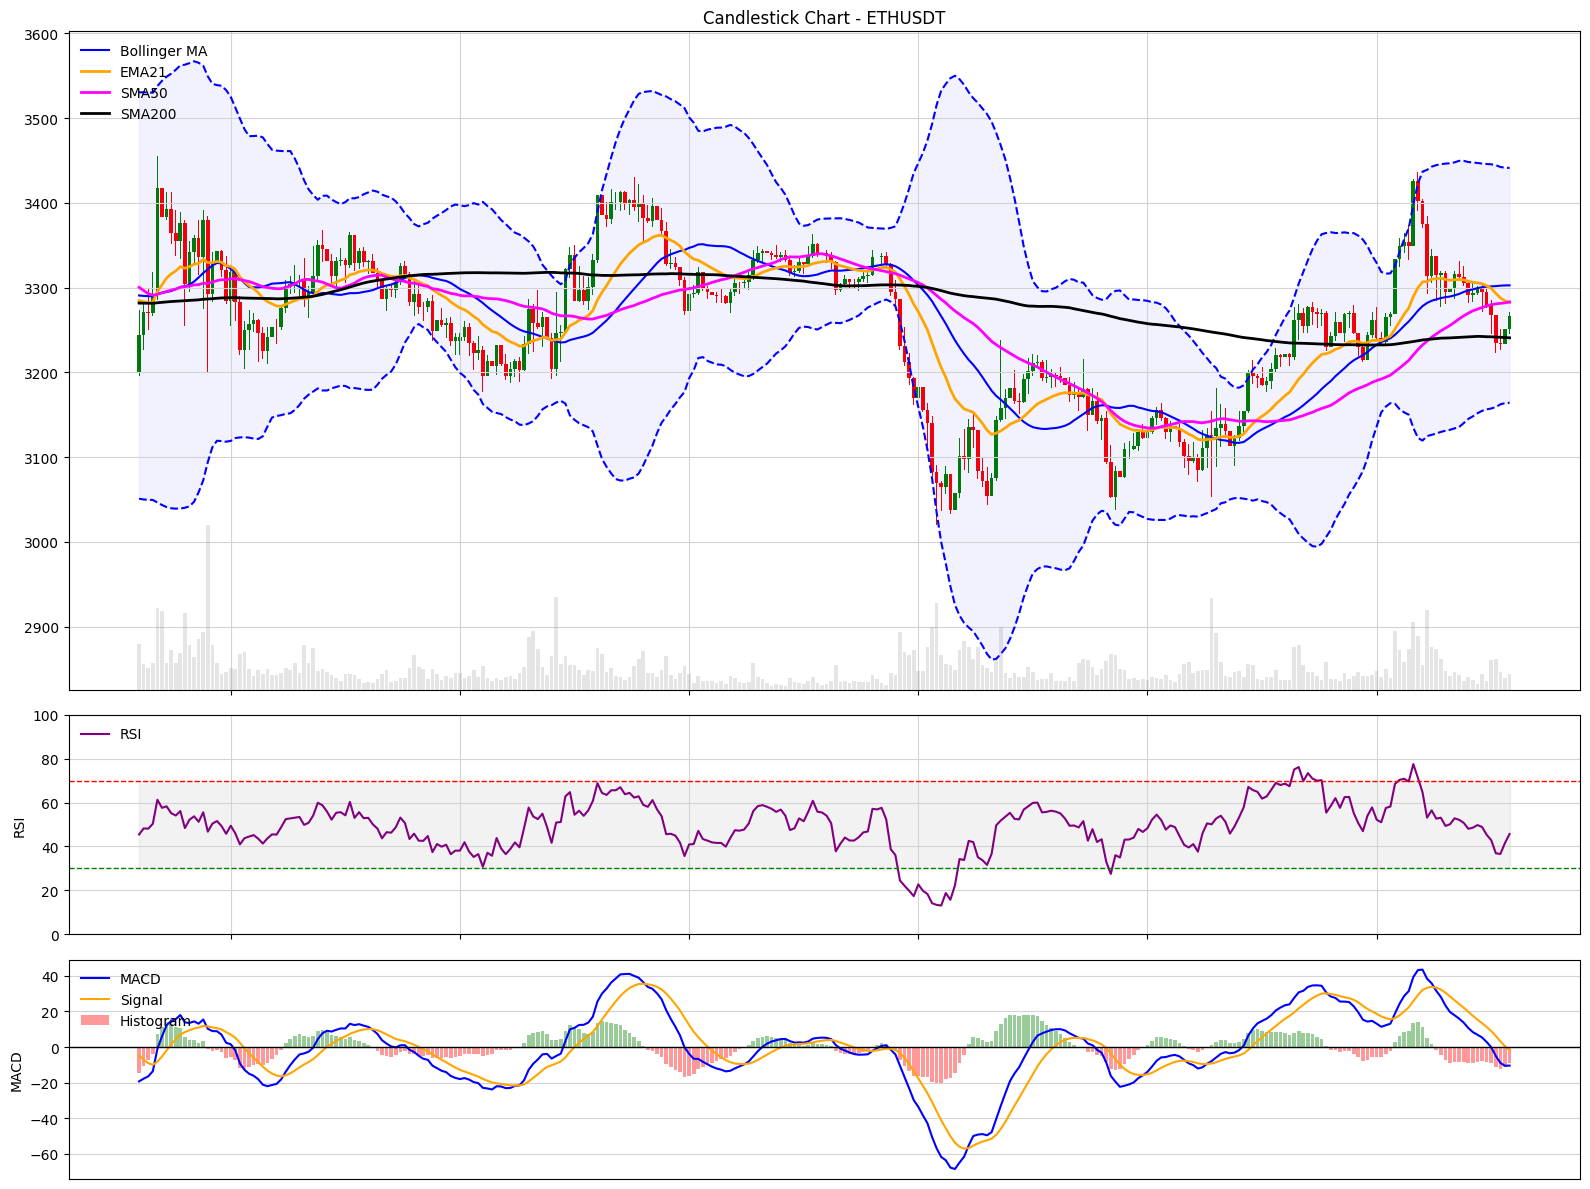 Candlestick Chart - ETHUSDT
3600
3500
3400
3300
3200
3100
3000
2900
Bollinger MA
EMA21
SMA50
SMA200
100
80
60
40
20
0
RSI
RSI
40
20
0
−20
−40
−60
MACD
MACD
Signal
Histogram